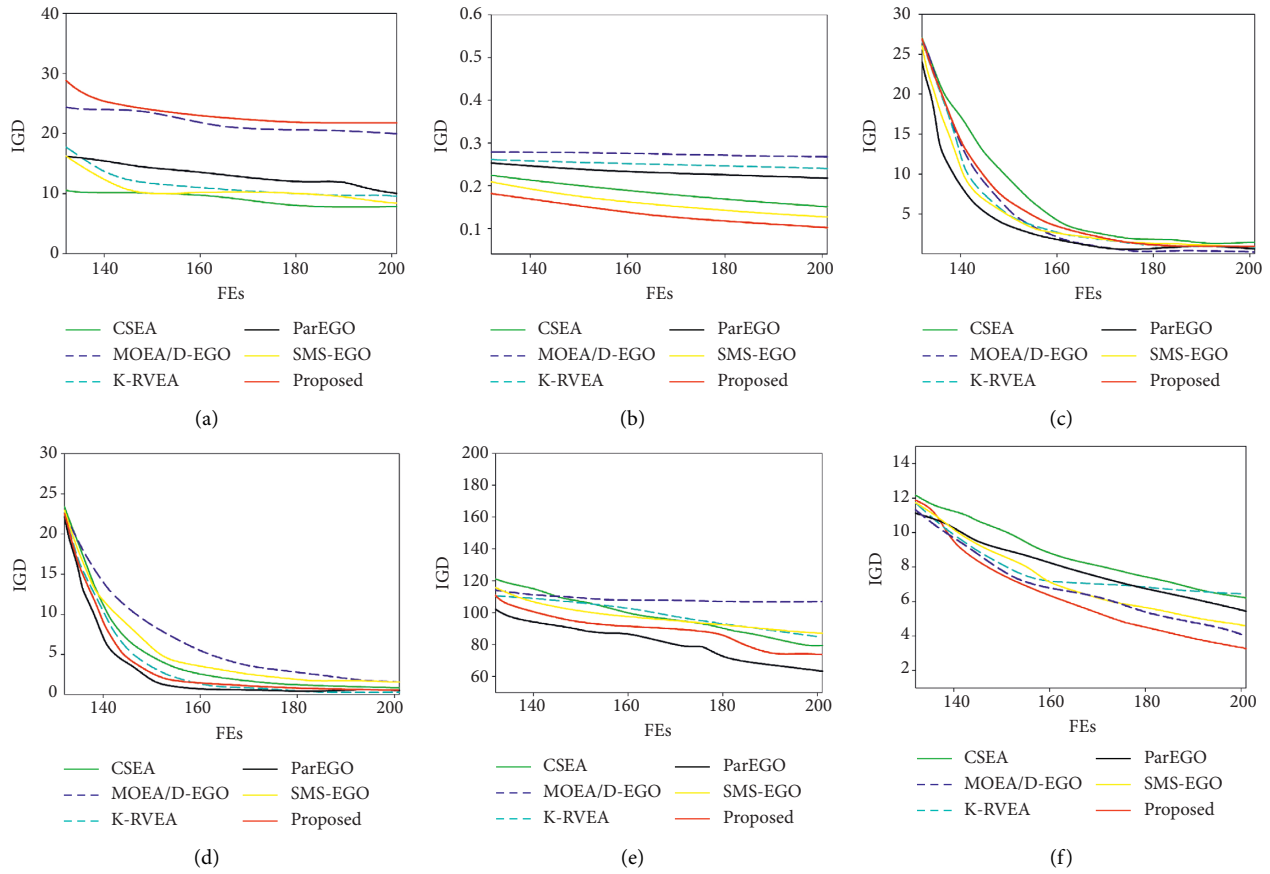 40
30
20
10
0
IGD
140 160 180 200
FEs
CSEA ParEGO
MOEA/D-EGO SMS-EGO
K-RVEA Proposed
(a)
0.6
0.5
0.4
0.3
0.2
0.1
IGD
140 160 180 200
FEs
CSEA ParEGO
MOEA/D-EGO SMS-EGO
K-RVEA Proposed
(b)
30
25
20
15
10
5
IGD
140 160 180 200
FEs
CSEA ParEGO
MOEA/D-EGO SMS-EGO
K-RVEA Proposed
(c)
30
25
20
15
10
5
0
IGD
140 160 180 200
FEs
CSEA ParEGO
MOEA/D-EGO SMS-EGO
K-RVEA Proposed
(d)
200
180
160
140
120
100
80
60
IGD
140 160 180 200
FEs
CSEA ParEGO
MOEA/D-EGO SMS-EGO
K-RVEA Proposed
(e)
14
12
10
8
6
4
2
IGD
140 160 180 200
FEs
CSEA ParEGO
MOEA/D-EGO SMS-EGO
K-RVEA Proposed
(f)